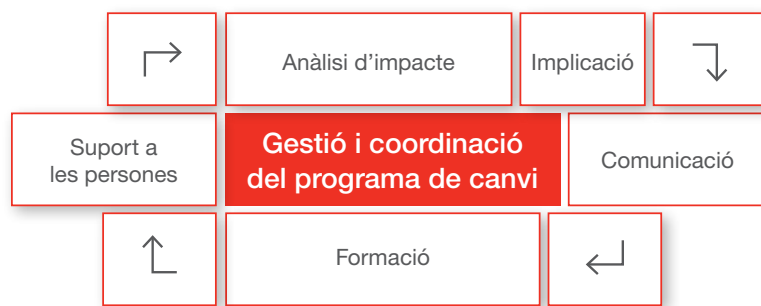 Anàlisi d’impacte
Implicació
Suport a
les persones
Gestió i coordinació
del programa de canvi
Comunicació
Formació